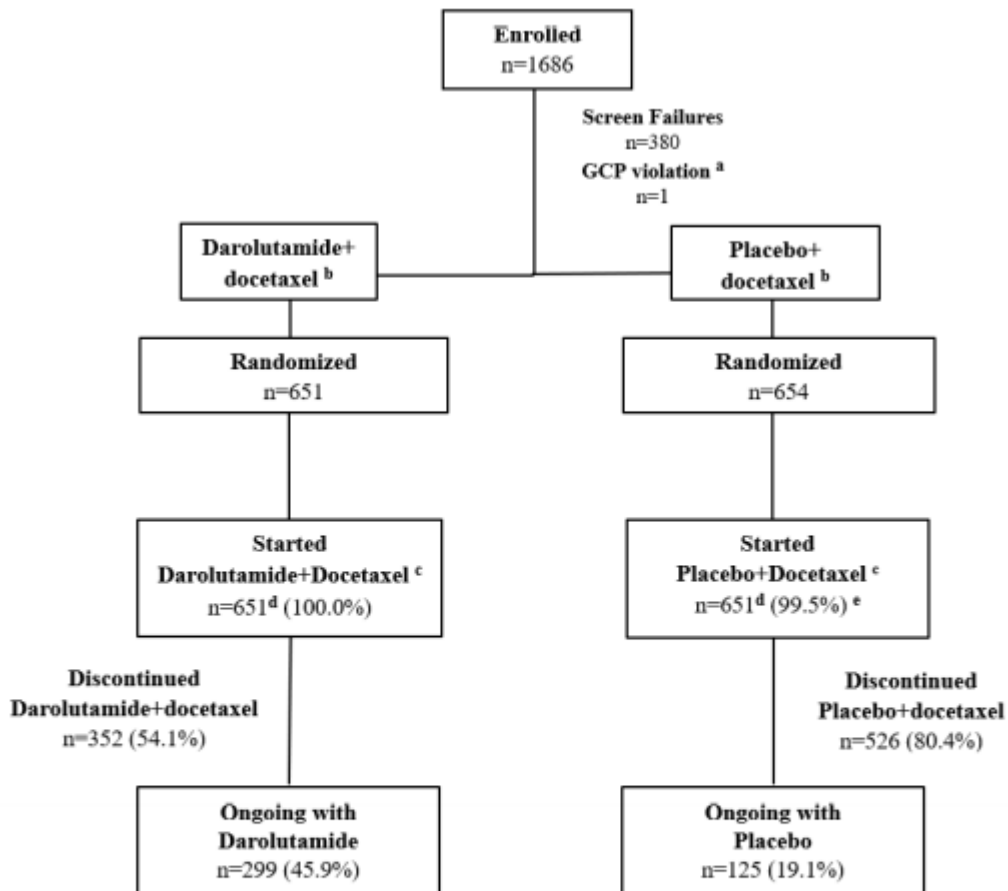 Enrolled
n=1686
Screen Failures
n=380
GCP violation a
n=1
Darolutamide+
docetaxel b
Placebo+
docetaxel b
Randomized
n=651
Randomized
n=654
Started
Darolutamide+Docetaxel c
n=651d (100.0%)
Started
Placebo+Docetaxel c
n=651d (99.5%) e
Discontinued
Darolutamide+docetaxel
n=352 (54.1%)
Discontinued
Placebo+docetaxel
n=526 (80.4%)
Ongoing with
Darolutamide
n=299 (45.9%)
Ongoing with
Placebo
n=125 (19.1%)